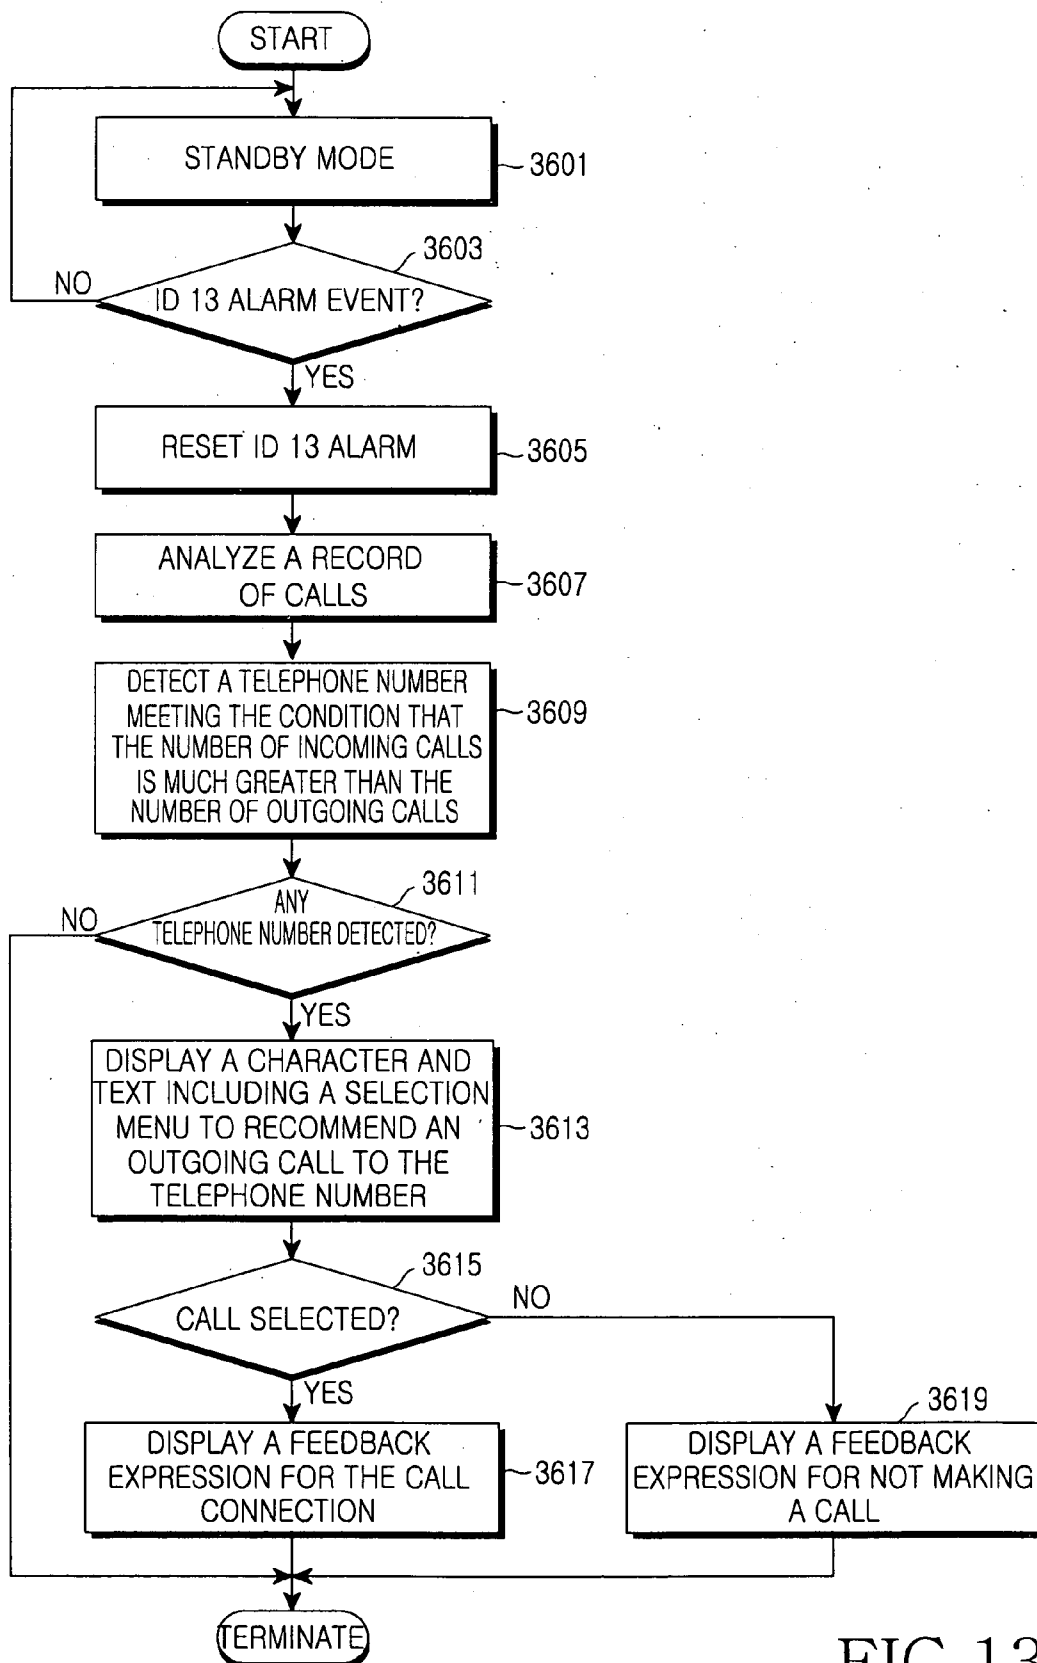 START
STANDBY MODE
3601
3603
NO
ID 13 ALARM EVENT?
YES
RESET ID 13 ALARM
3605
ANALYZE A RECORD
OF CALLS
3607
DETECT A TELEPHONE NUMBER
MEETING THE CONDITION THAT
THE NUMBER OF INCOMING CALLS
IS MUCH GREATER THAN THE
NUMBER OF OUTGOING CALLS
3609
3611
NO
ANY
TELEPHONE NUMBER DETECTED?
YES
DISPLAY A CHARACTER AND
TEXT INCLUDING A SELECTION
MENU TO RECOMMEND AN
OUTGOING CALL TO THE
TELEPHONE NUMBER
3613
3615
CALL SELECTED?
NO
YES
DISPLAY A FEEDBACK
EXPRESSION FOR THE CALL
CONNECTION
3617
3619
DISPLAY A FEEDBACK
EXPRESSION FOR NOT MAKING
A CALL
TERMINATE
FIG.13